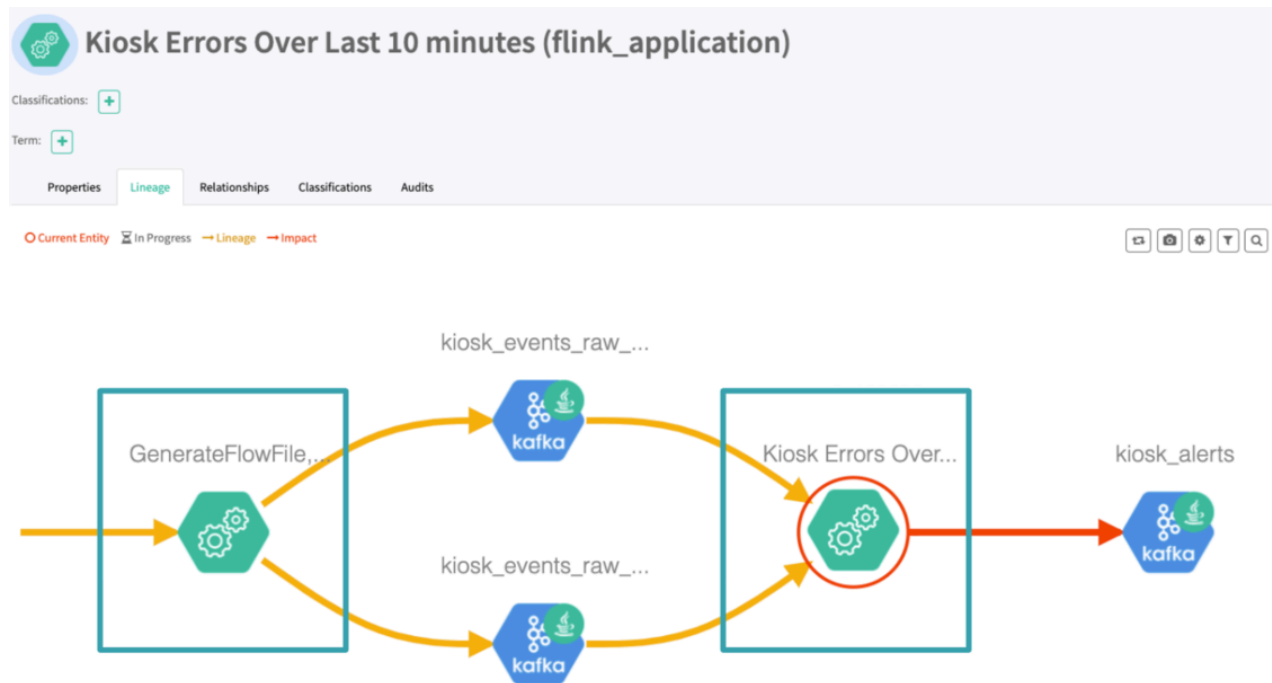 Kiosk Errors Over Last 10 minutes (flink_application)
Classifications: +
Term: +
Properties Lineage Relationships Classifications Audits
Current Entity In Progress Lineage Impact
kiosk_events_raw_...
kafka
GenerateFlowFile,...
Kiosk Errors Over...
kiosk_alerts
kafka
kiosk_events_raw_...
kafka